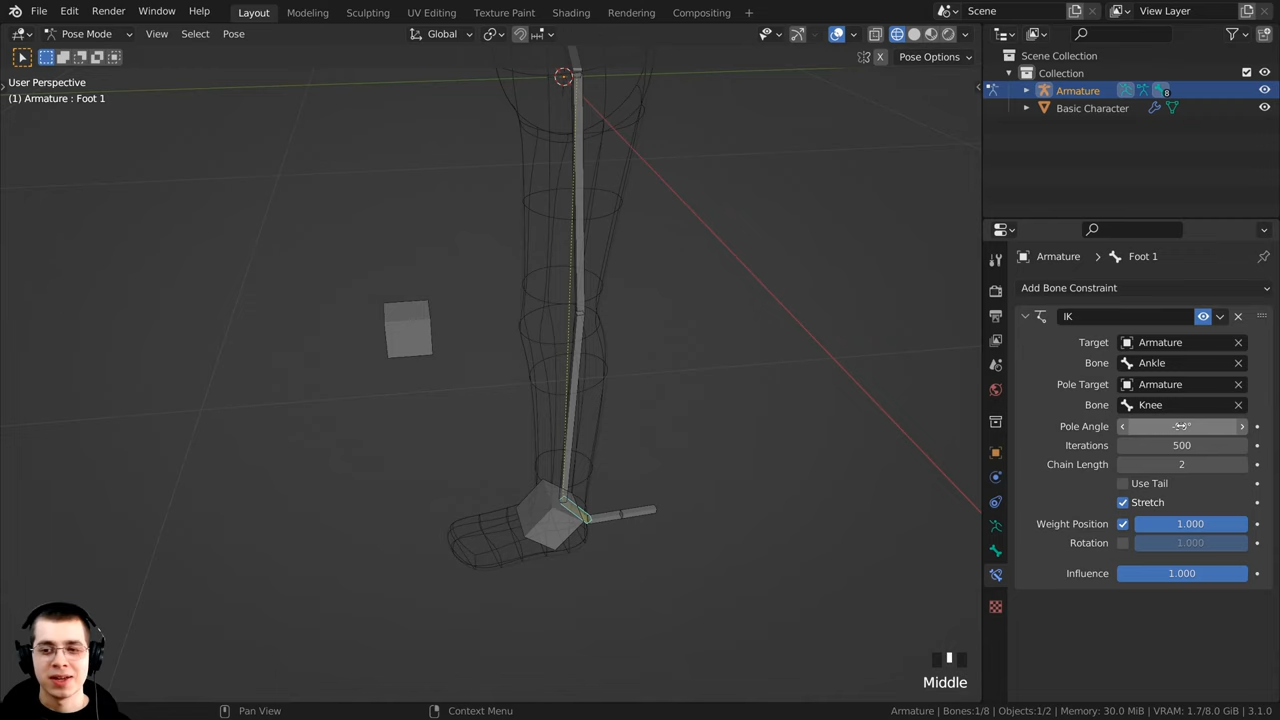 File Edit Render Window Help Layout Modeling Sculpting UV Editing Texture Paint Shading Rendering Compositing Scene View Layer
Pose Mode View Select Pose Global
X Pose Options
User Perspective
(1) Armature : Foot 1
Scene Collection
Collection
Armature 8
Basic Character
Armature > Foot 1
Add Bone Constraint
IK
Target Armature
Bone Ankle
Pole Target Armature
Bone Knee
Pole Angle
Iterations 500
Chain Length 2
Use Tail
Stretch
Weight Position 1.000
Rotation 1.000
Influence 1.000
Middle
Pan View Context Menu Armature | Bones:1/8 | Objects:1/2 | Memory: 30.0 MiB | VRAM: 1.7/8.0 GiB | 3.1.0